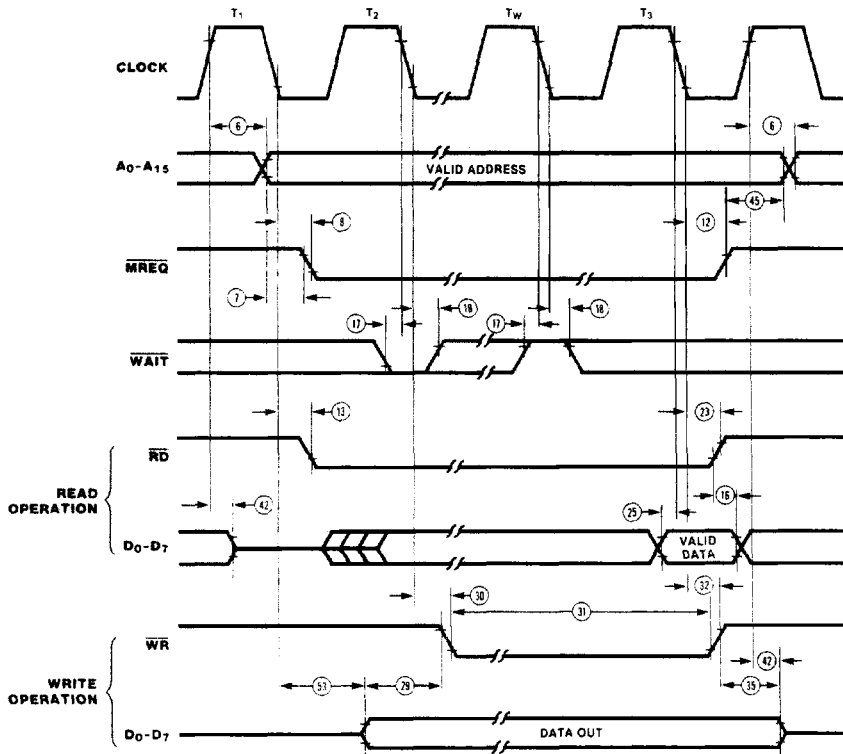 T1 T2 TW T3
CLOCK
6 6
A0-A15 VALID ADDRESS
45
8 12
MREQ
7
17 18 17 18
WAIT
13 23
RD
READ OPERATION
42 16
25
D0-D7 VALID DATA
30 32
31
WR
42
WRITE OPERATION
53 29 35
D0-D7 DATA OUT